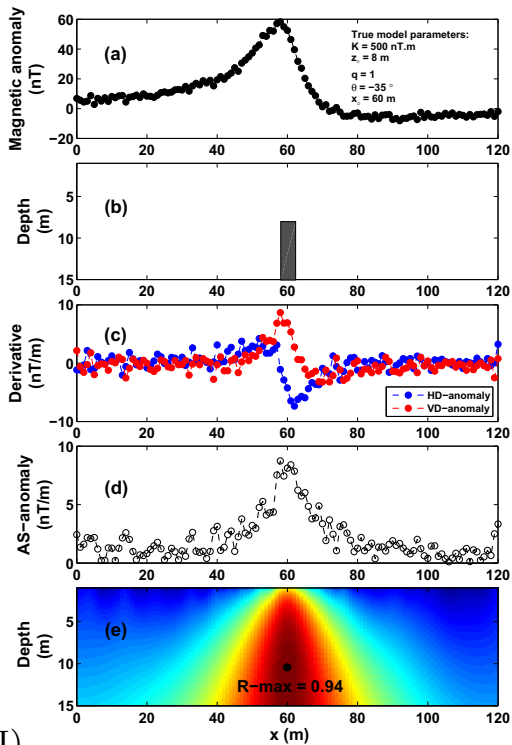 60
40
20
0
−20
Magnetic anomaly
(nT)
(a)
True model parameters:
K = 500 nT.m
z○ = 8 m
q = 1
θ = −35 °
x○ = 60 m
0 20 40 60 80 100 120
5
10
15
Depth
(m)
(b)
0 20 40 60 80 100 120
10
0
−10
Derivative
(nT/m)
(c)
HD−anomaly
VD−anomaly
0 20 40 60 80 100 120
10
5
0
AS−anomaly
(nT/m)
(d)
0 20 40 60 80 100 120
5
10
15
Depth
(m)
(e)
R−max = 0.94
0 20 40 60 80 100 120
x (m)